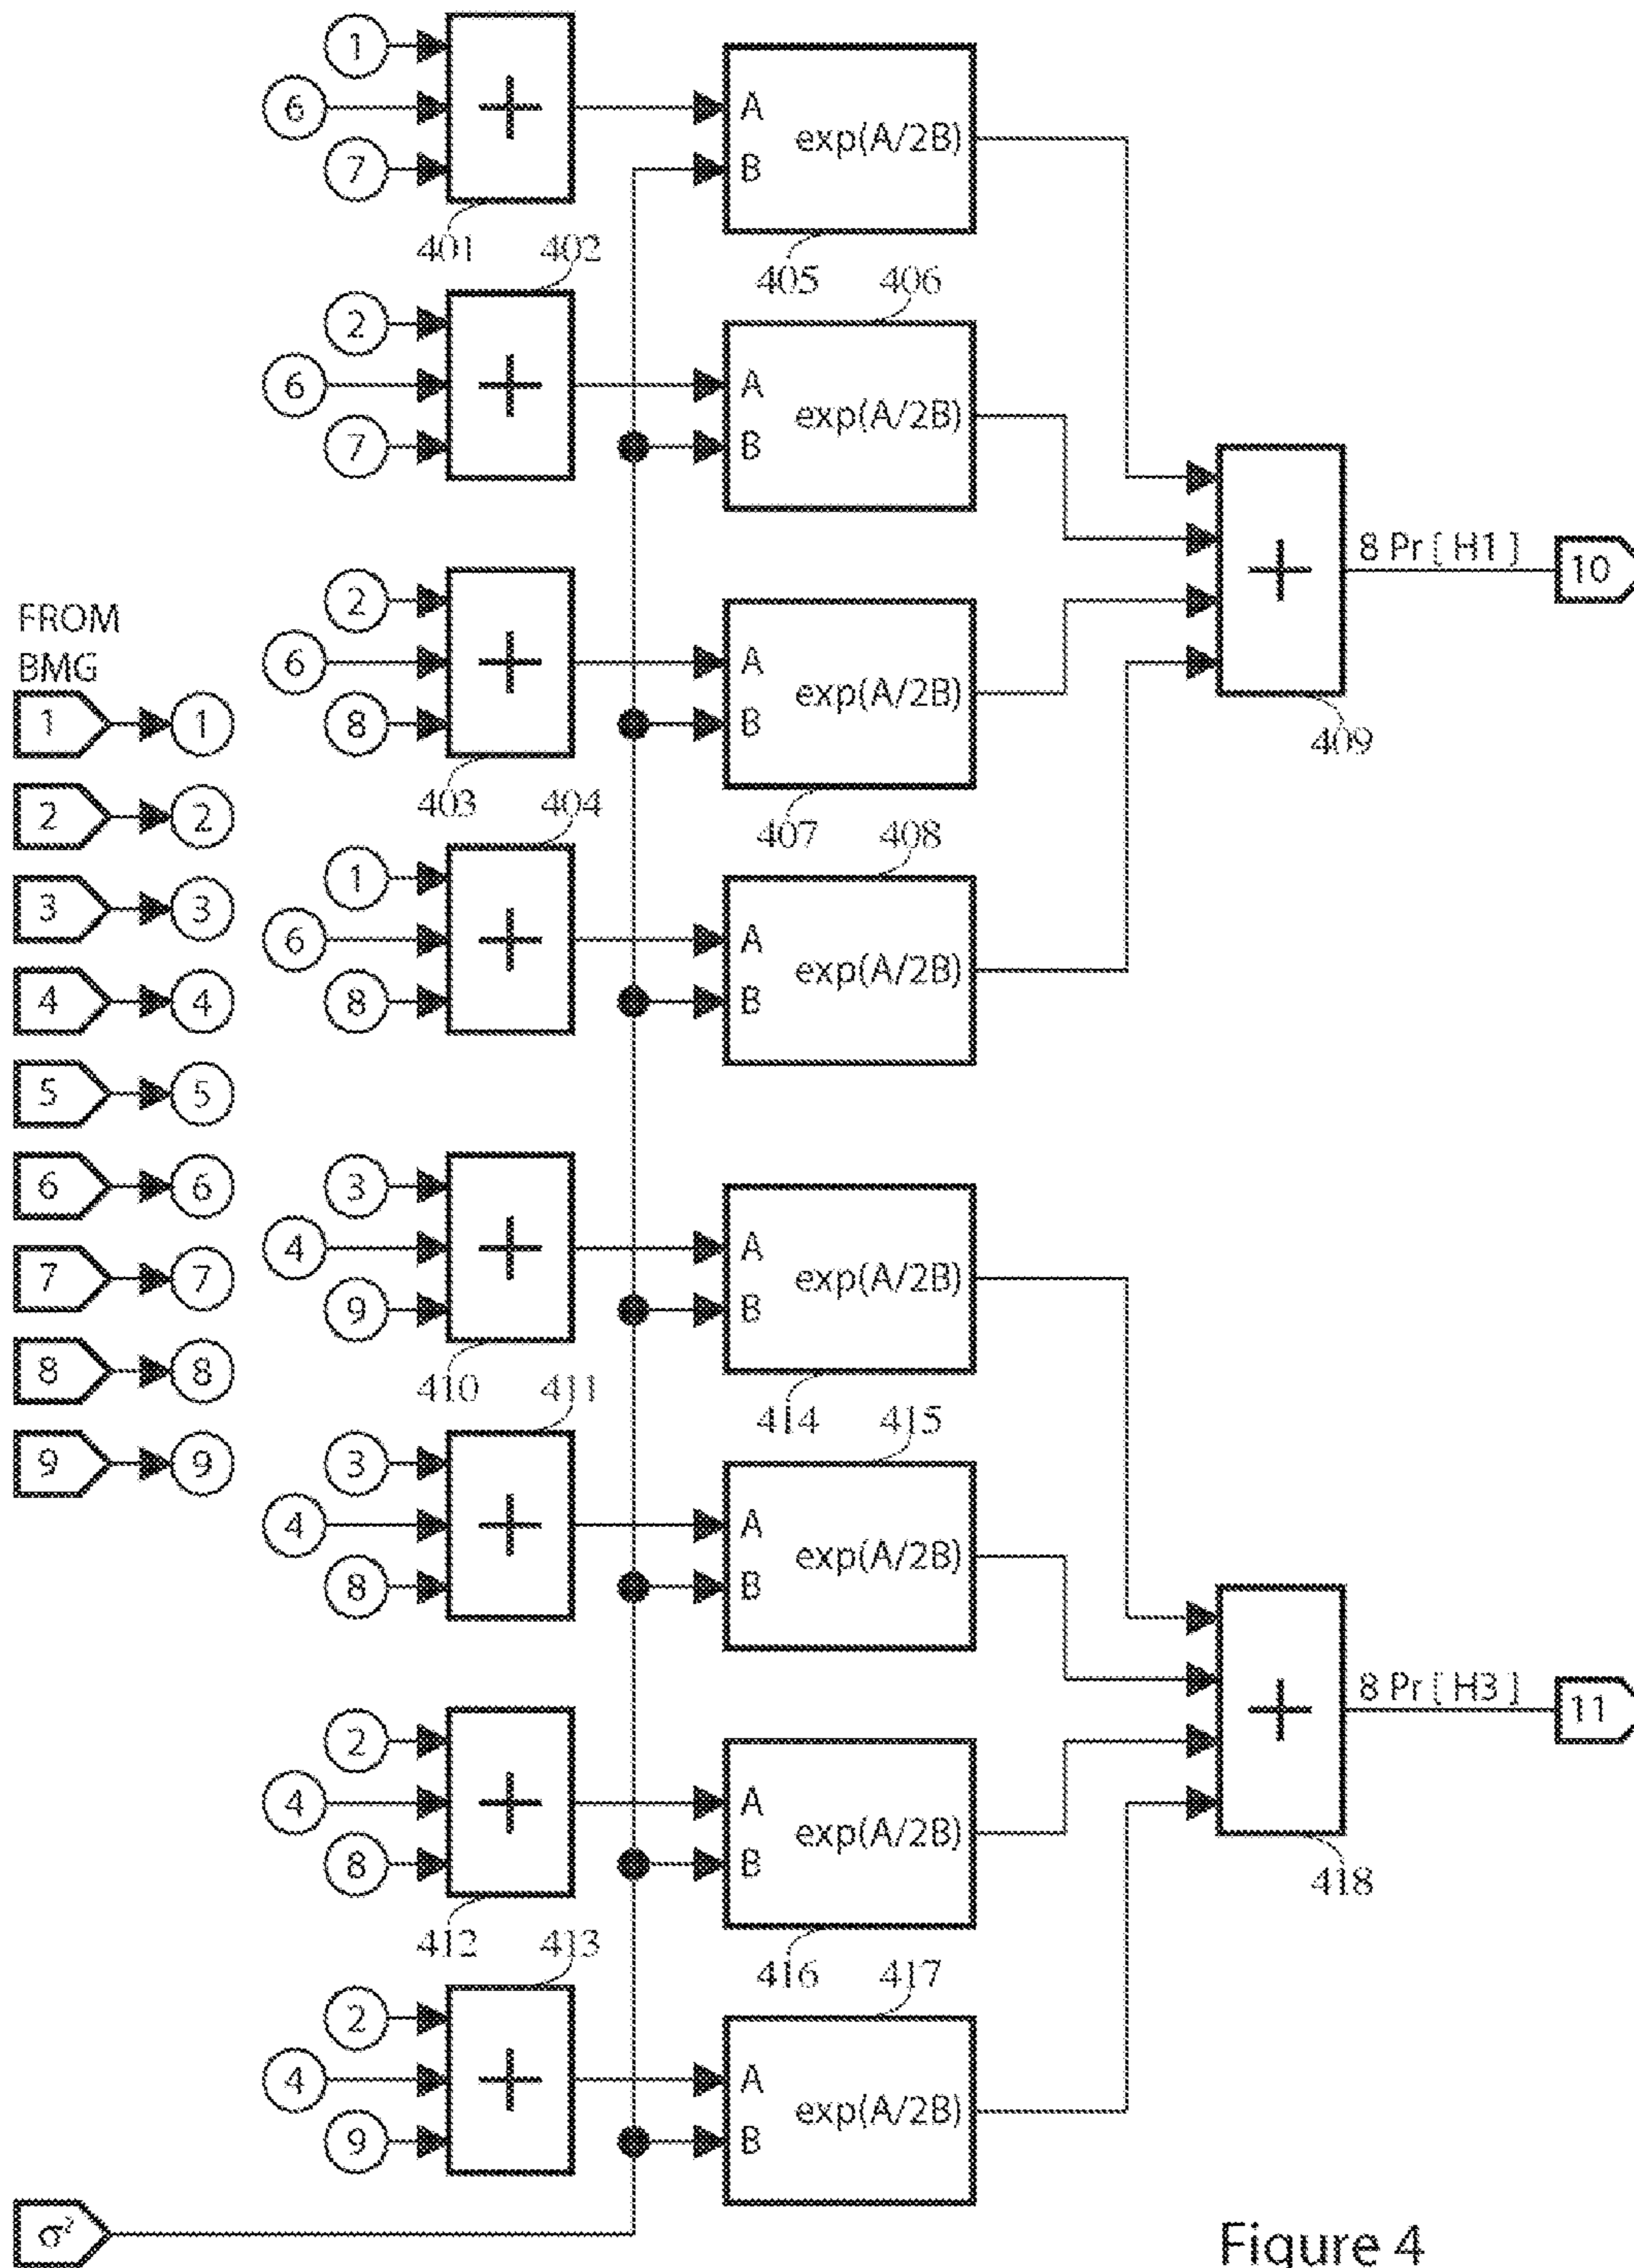 1
6
7
+
A
B
exp(A/2B)
401
402
405
406
2
6
7
+
A
B
exp(A/2B)
2
6
8
+
A
B
exp(A/2B)
403
404
407
408
1
6
8
+
A
B
exp(A/2B)
+
409
8 Pr [ H1 ]
10
FROM
BMG
1
1
2
2
3
3
4
4
5
5
6
6
7
7
8
8
9
9
3
4
9
+
A
B
exp(A/2B)
410
411
414
415
3
4
8
+
A
B
exp(A/2B)
2
4
8
+
A
B
exp(A/2B)
412
413
416
417
2
4
9
+
A
B
exp(A/2B)
+
418
8 Pr [ H3 ]
11
σ²
Figure 4